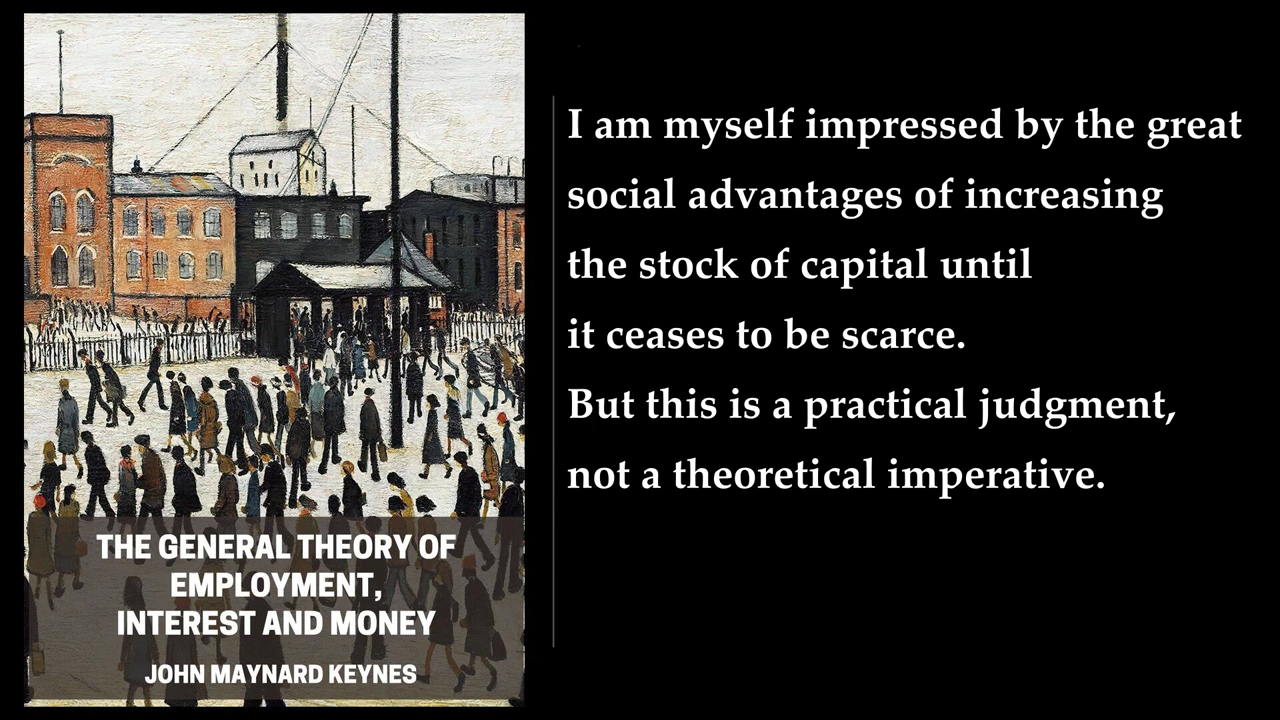 THE GENERAL THEORY OF
EMPLOYMENT,
INTEREST AND MONEY
JOHN MAYNARD KEYNES
I am myself impressed by the great
social advantages of increasing
the stock of capital until
it ceases to be scarce.
But this is a practical judgment,
not a theoretical imperative.